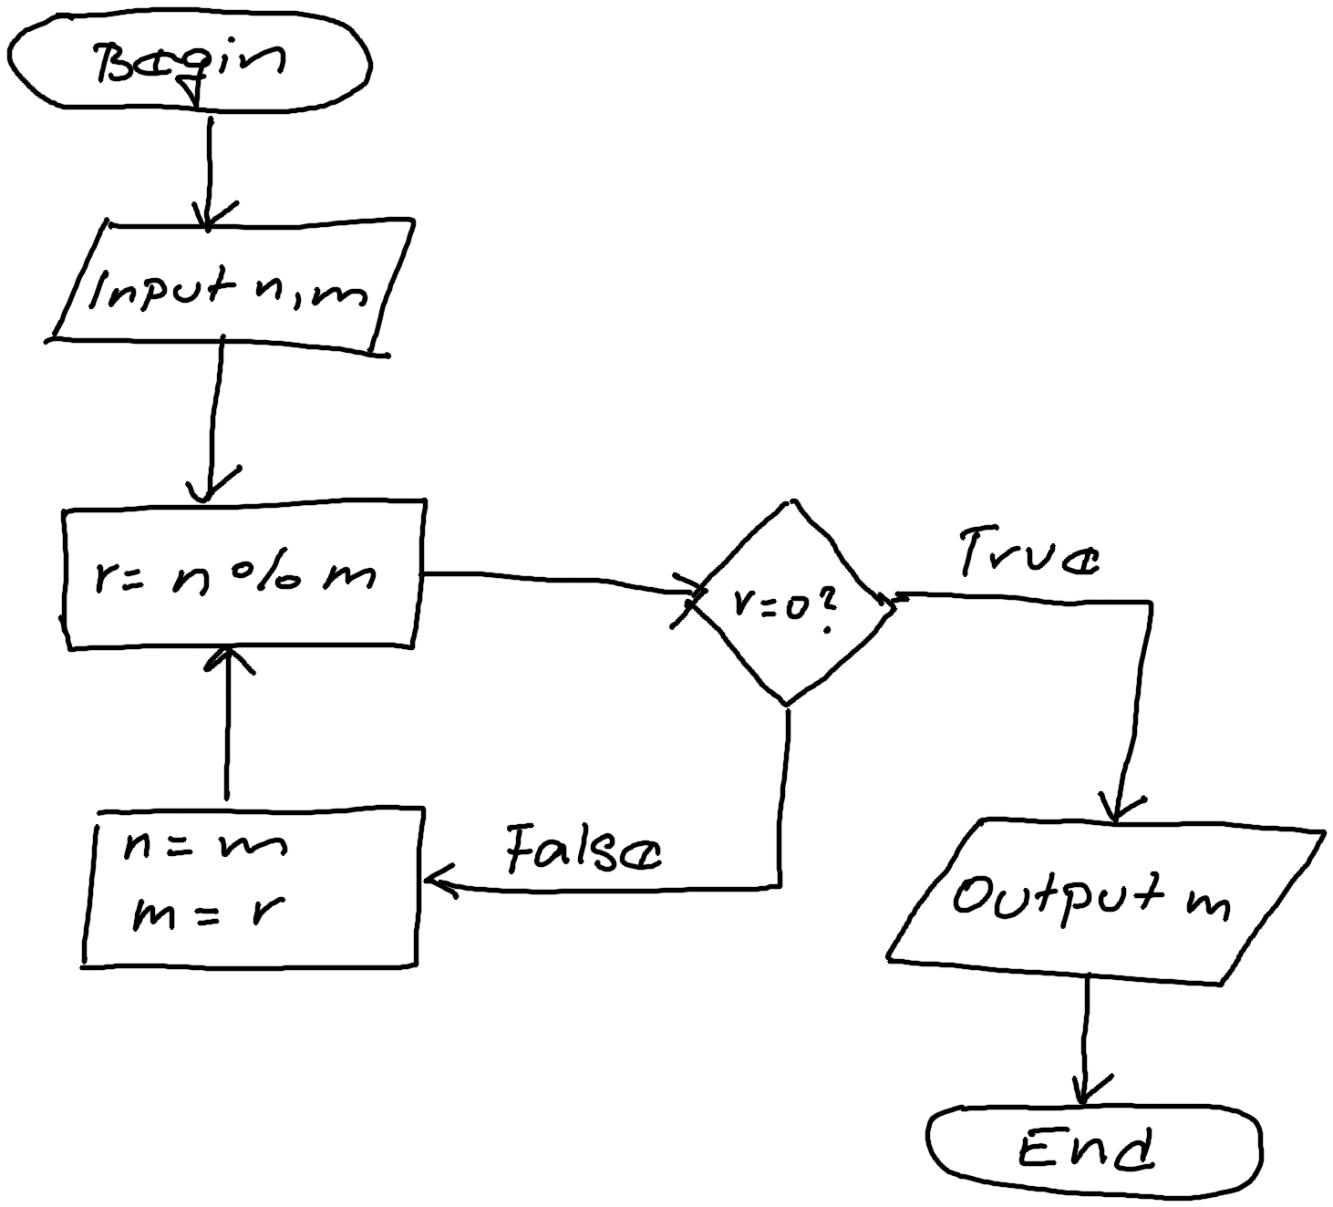 Begin
Input n, m
r = n % m
r = 0?
True
False
n = m
m = r
Output m
End